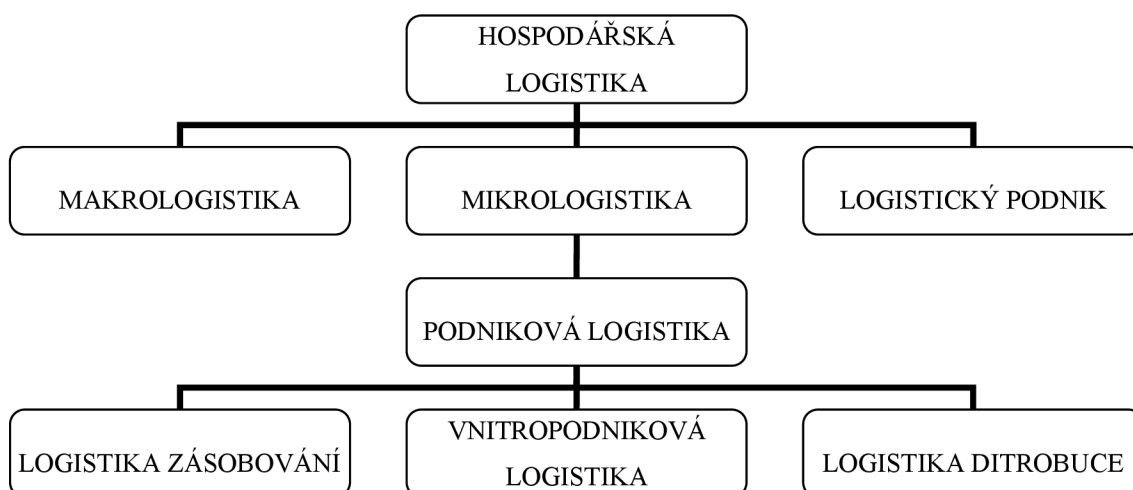 HOSPODÁŘSKÁ
LOGISTIKA
MAKROLOGISTIKA
MIKROLOGISTIKA
LOGISTICKÝ PODNIK
PODNIKOVÁ LOGISTIKA
LOGISTIKA ZÁSOBOVÁNÍ
VNITROPODNIKOVÁ
LOGISTIKA
LOGISTIKA DITROBUCE